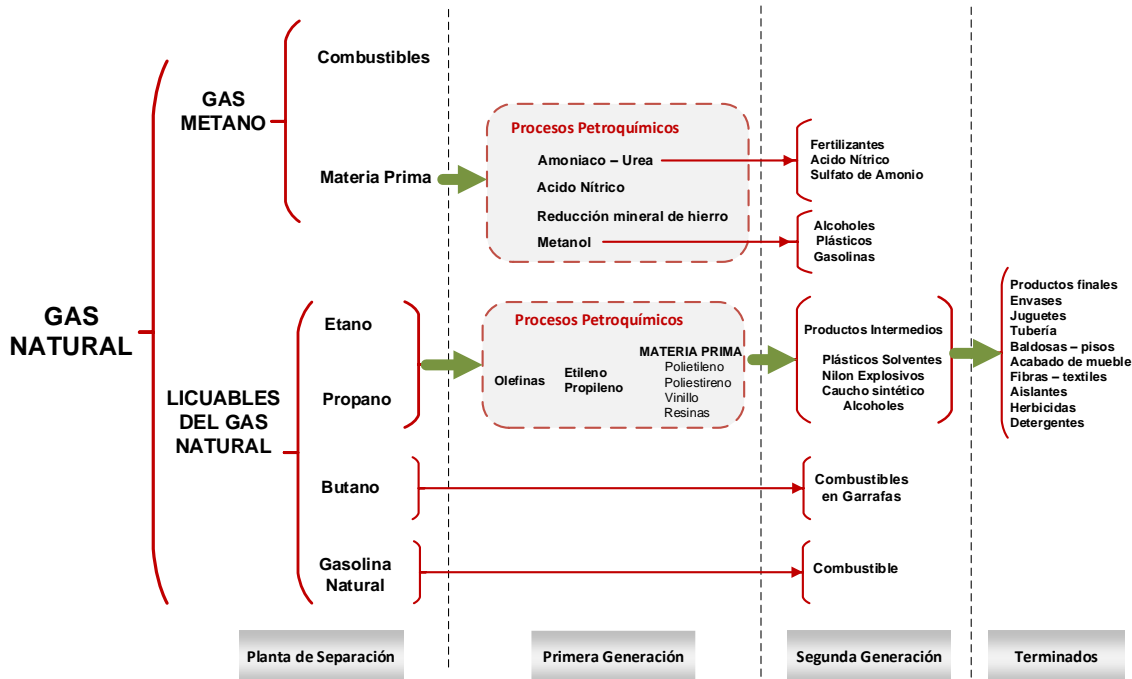 GAS
NATURAL
GAS
METANO
Combustibles
Materia Prima
Procesos Petroquímicos
Amoniaco – Urea
Acido Nítrico
Reducción mineral de hierro
Metanol
Fertilizantes
Acido Nítrico
Sulfato de Amonio
Alcoholes
Plásticos
Gasolinas
LICUABLES
DEL GAS
NATURAL
Etano
Propano
Butano
Gasolina
Natural
Procesos Petroquímicos
Olefinas
Etileno
Propileno
MATERIA PRIMA
Polietileno
Poliestireno
Vinillo
Resinas
Productos Intermedios
Plásticos Solventes
Nilon Explosivos
Caucho sintético
Alcoholes
Combustibles
en Garrafas
Combustible
Productos finales
Envases
Juguetes
Tubería
Baldosas – pisos
Acabado de mueble
Fibras – textiles
Aislantes
Herbicidas
Detergentes
Planta de Separación
Primera Generación
Segunda Generación
Terminados